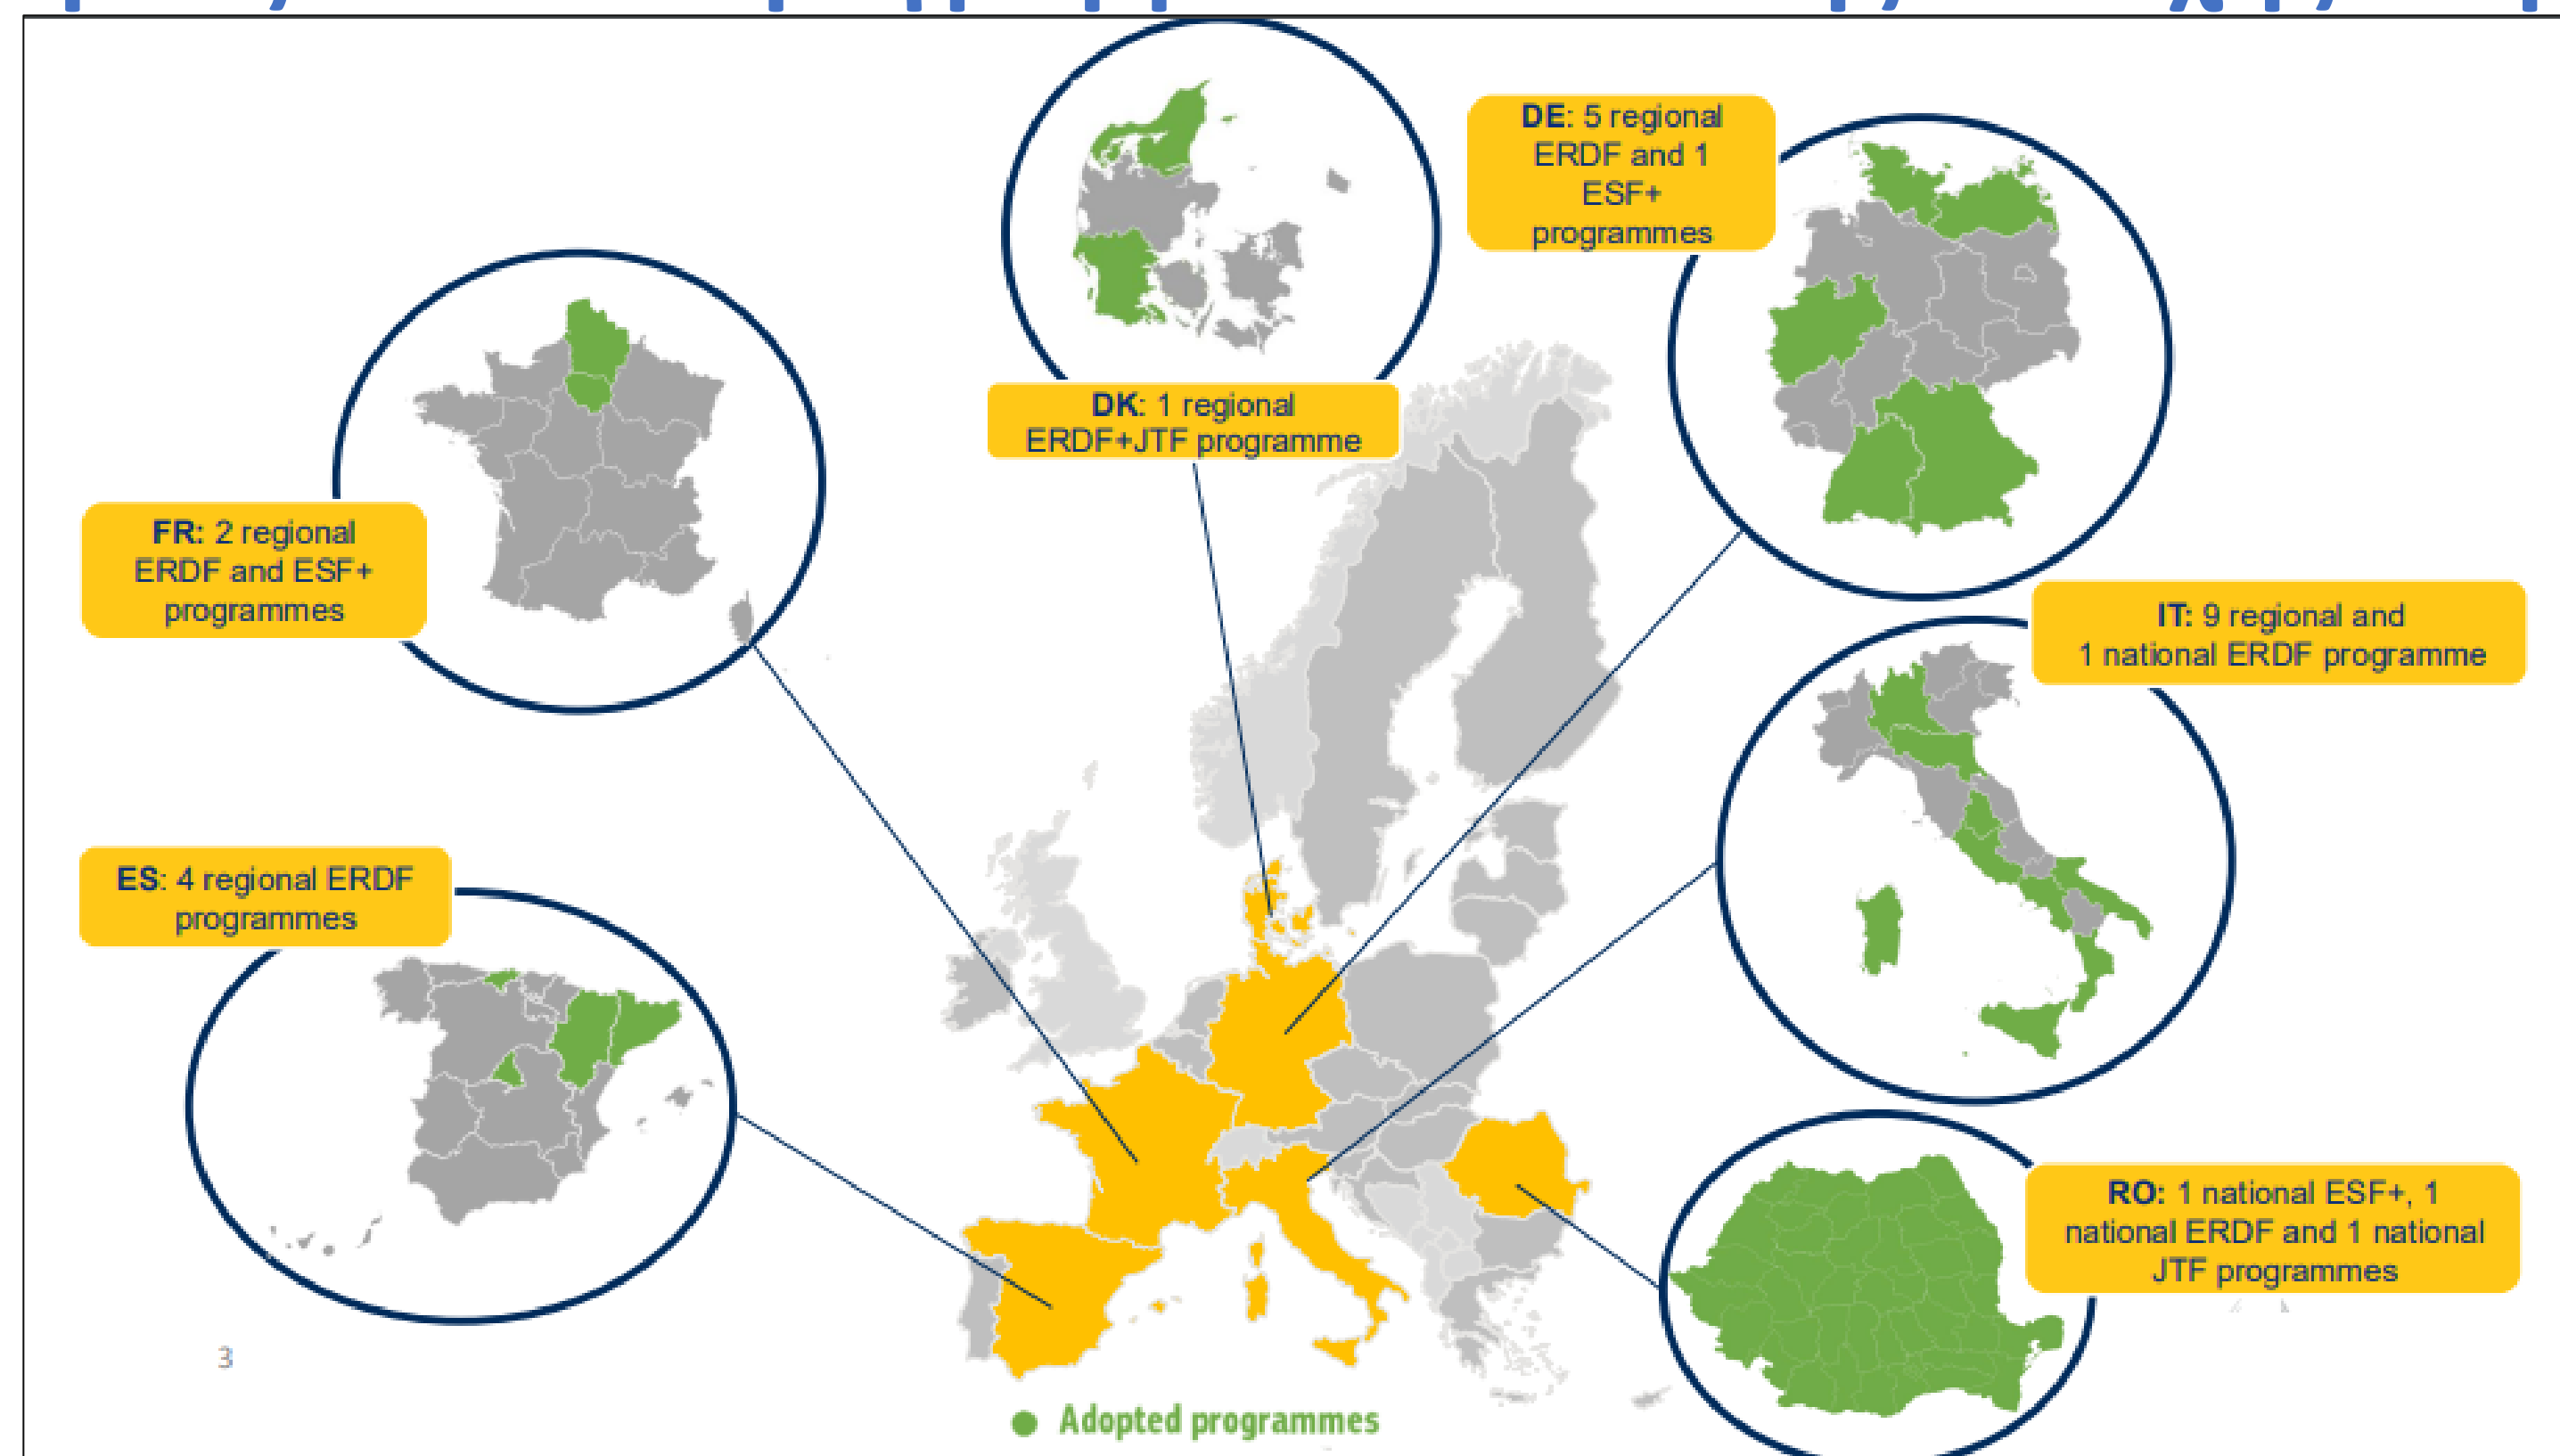 DE: 5 regional
ERDF and 1
ESF+
programmes
DK: 1 regional
ERDF+JTF programme
FR: 2 regional
ERDF and ESF+
programmes
IT: 9 regional and
1 national ERDF programme
ES: 4 regional ERDF
programmes
RO: 1 national ESF+, 1
national ERDF and 1 national
JTF programmes
3
Adopted programmes